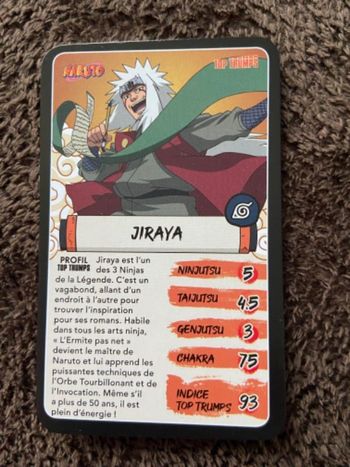 NARUTO
TOP TRUMPS
JIRAYA
PROFIL
TOP TRUMPS
Jiraya est l'un
des 3 Ninjas
de la Légende. C'est un
vagabond, allant d'un
endroit à l'autre pour
trouver l'inspiration
pour ses romans. Habile
dans tous les arts ninja,
« L'Ermite pas net »
devient le maître de
Naruto et lui apprend les
puissantes techniques de
l'Orbe Tourbillonant et de
l'Invocation. Même s'il
a plus de 50 ans, il est
plein d'énergie !
NINJUTSU 5
TAIJUTSU 4.5
GENJUTSU 3
CHAKRA 75
INDICE
TOP TRUMPS 93